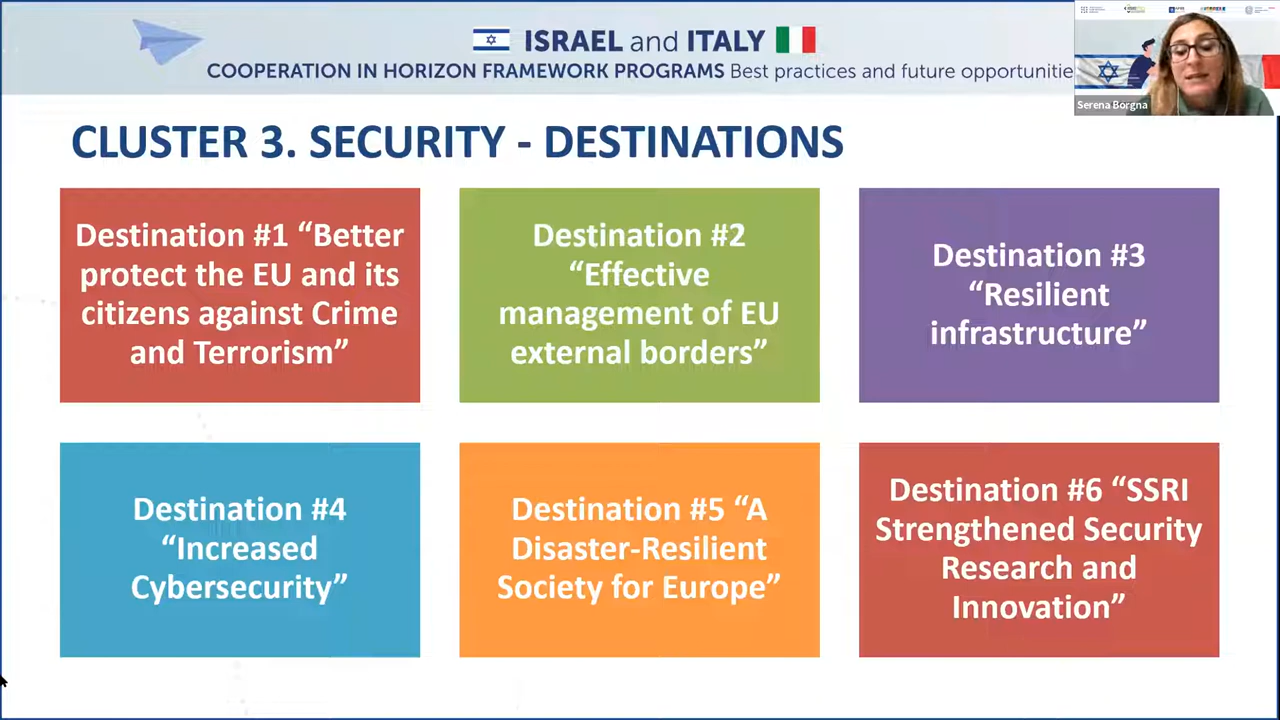 ISRAEL and ITALY
COOPERATION IN HORIZON FRAMEWORK PROGRAMS Best practices and future opportunitie
Serena Borgna
CLUSTER 3. SECURITY - DESTINATIONS
Destination #1 “Better
protect the EU and its
citizens against Crime
and Terrorism”
Destination #2
“Effective
management of EU
external borders”
Destination #3
“Resilient
infrastructure”
Destination #4
“Increased
Cybersecurity”
Destination #5 “A
Disaster-Resilient
Society for Europe”
Destination #6 “SSRI
Strengthened Security
Research and
Innovation”